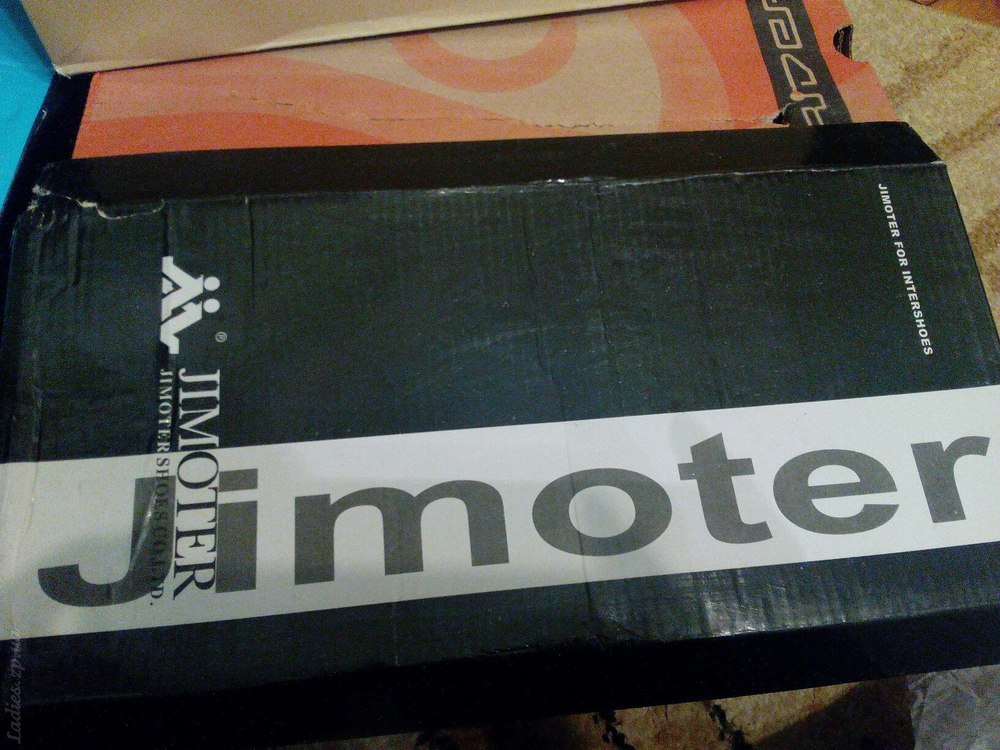 JIMOTER FOR INTERSHOES
®
JIMOTER
JIMOTER SHOES CO.LTD.
Jimoter